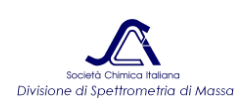 Società Chimica Italiana
Divisione di Spettrometria di Massa